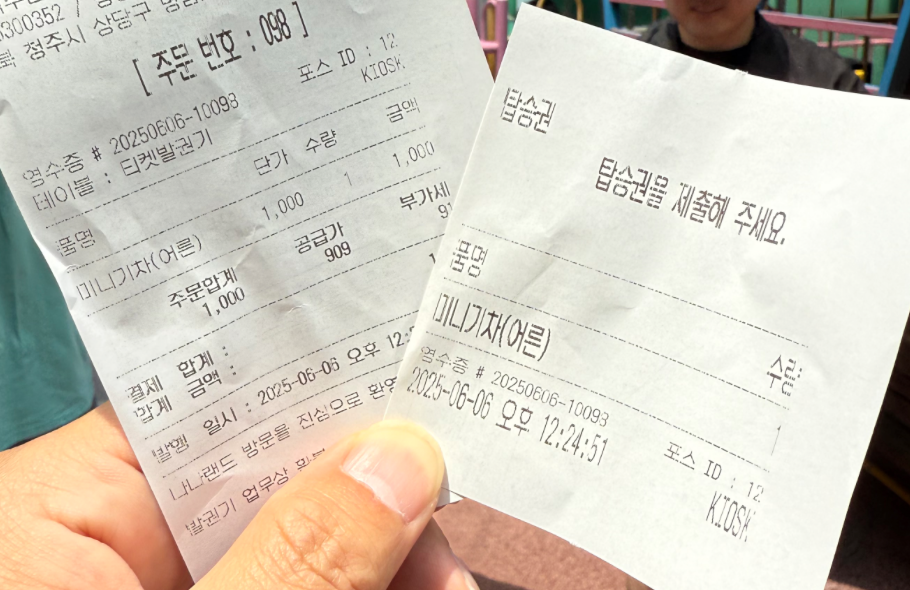 300352 /
북 청주시 상당구
[ 주문 번호 : 098 ]
포스 ID : 12
KIOSK
영수증 # 20250606-10093
테이블 : 티켓발권기
단가 수량 금액
품명
1,000 1 1,000
미니기차(어른)
공급가 부가세
주문합계 909 91
1,000
결제 합계 :
합계 금액 :
발행 일시 : 2025-06-06 오후 12:
나나랜드 방문을 진심으로 환영
발권기 업무상
탑승권
탑승권을 제출해 주세요.
품명
수량
미니기차(어른)
1
영수증 # 20250606-10093
2025-06-06 오후 12:24:51
포스 ID : 12
KIOSK